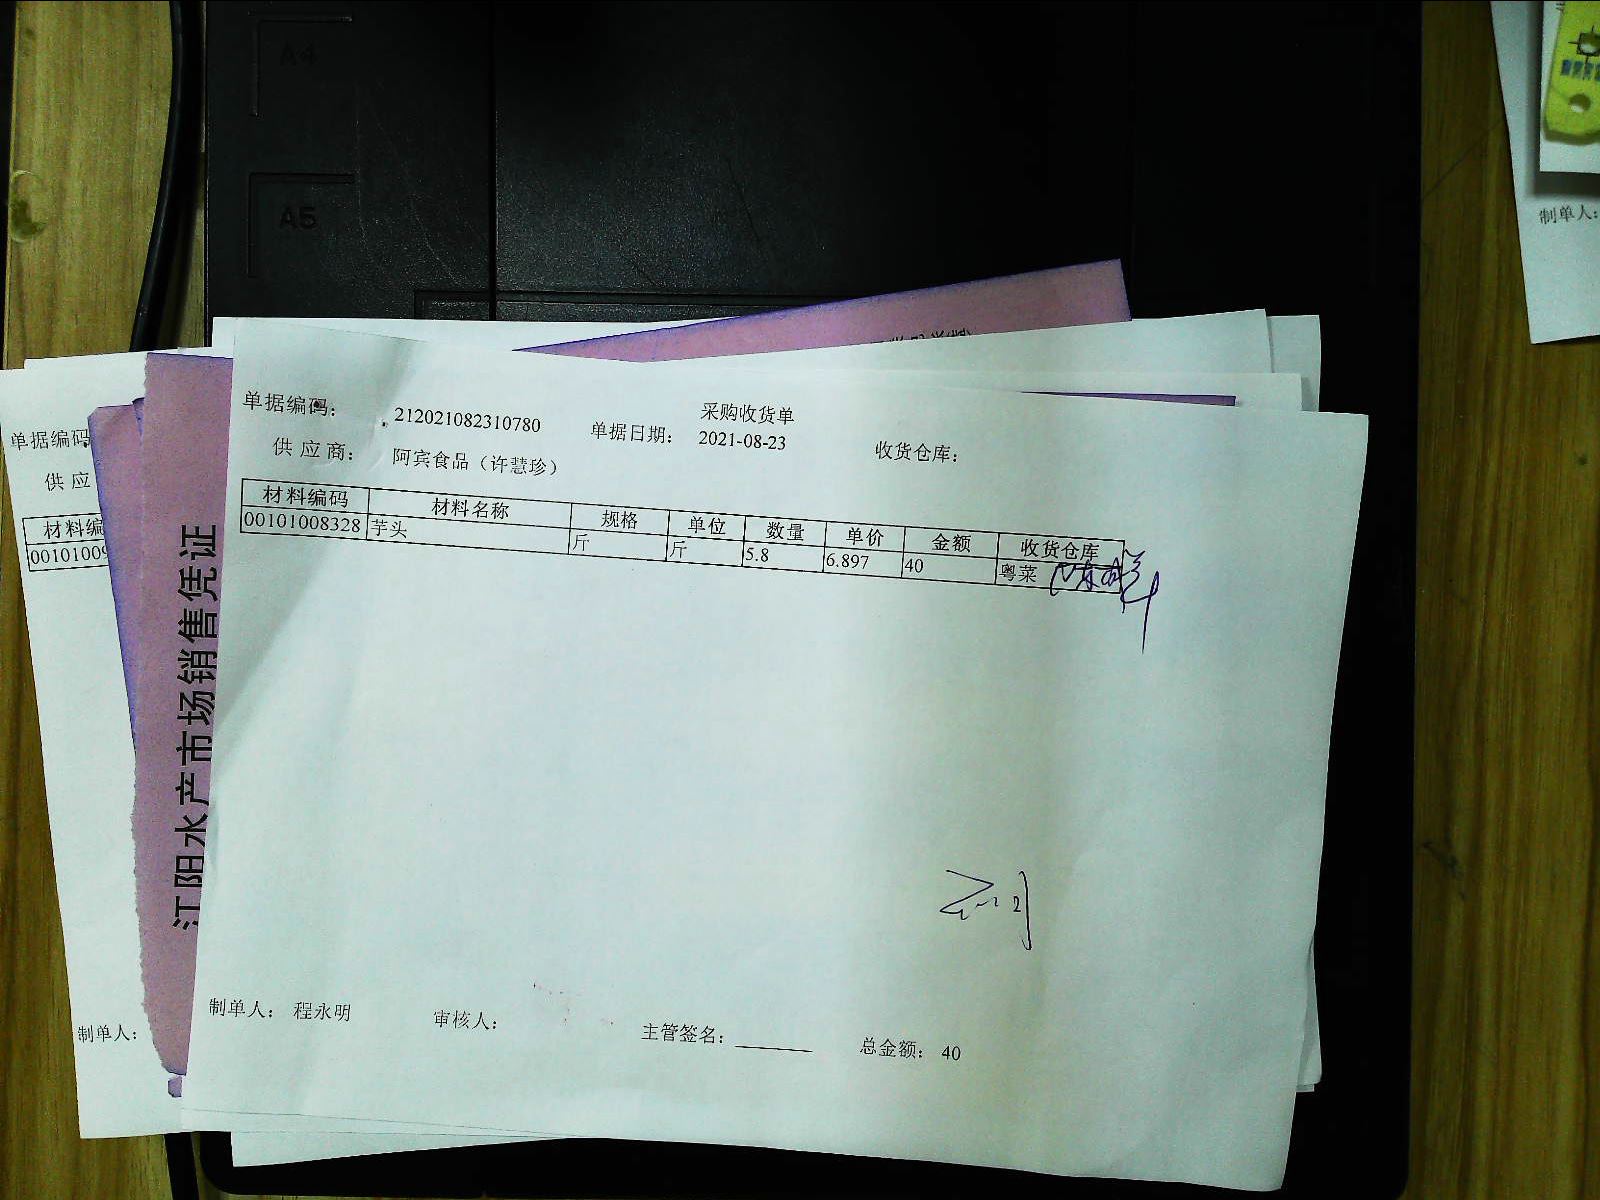 A4
A5
制单人:
采购收货单
单据编码: 212021082310780 单据日期: 2021-08-23 收货仓库:
供应商: 阿宾食品（许慧珍）
材料编码 材料名称 规格 单位 数量 单价 金额 收货仓库
00101008328 芋头 斤 斤 5.8 6.897 40 粤菜
制单人: 程永明 审核人: 主管签名: 总金额: 40
江阳水产市场销售凭证
单据编码
供应
材料编
0010100
制单人: